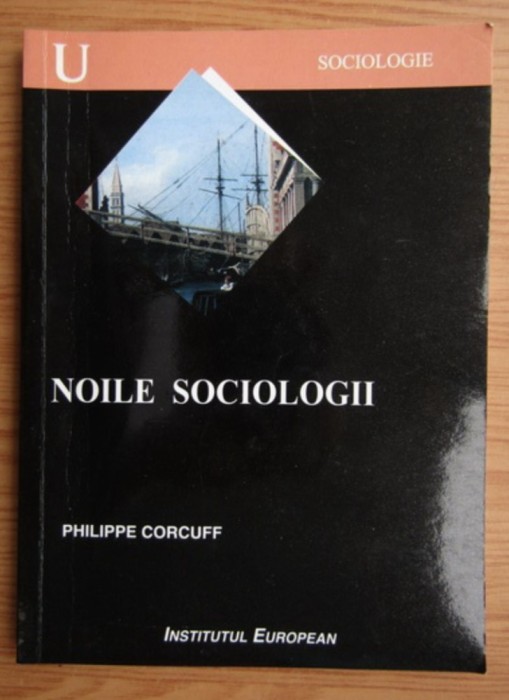 U
SOCIOLOGIE
NOILE SOCIOLOGII
PHILIPPE CORCUFF
INSTITUTUL EUROPEAN